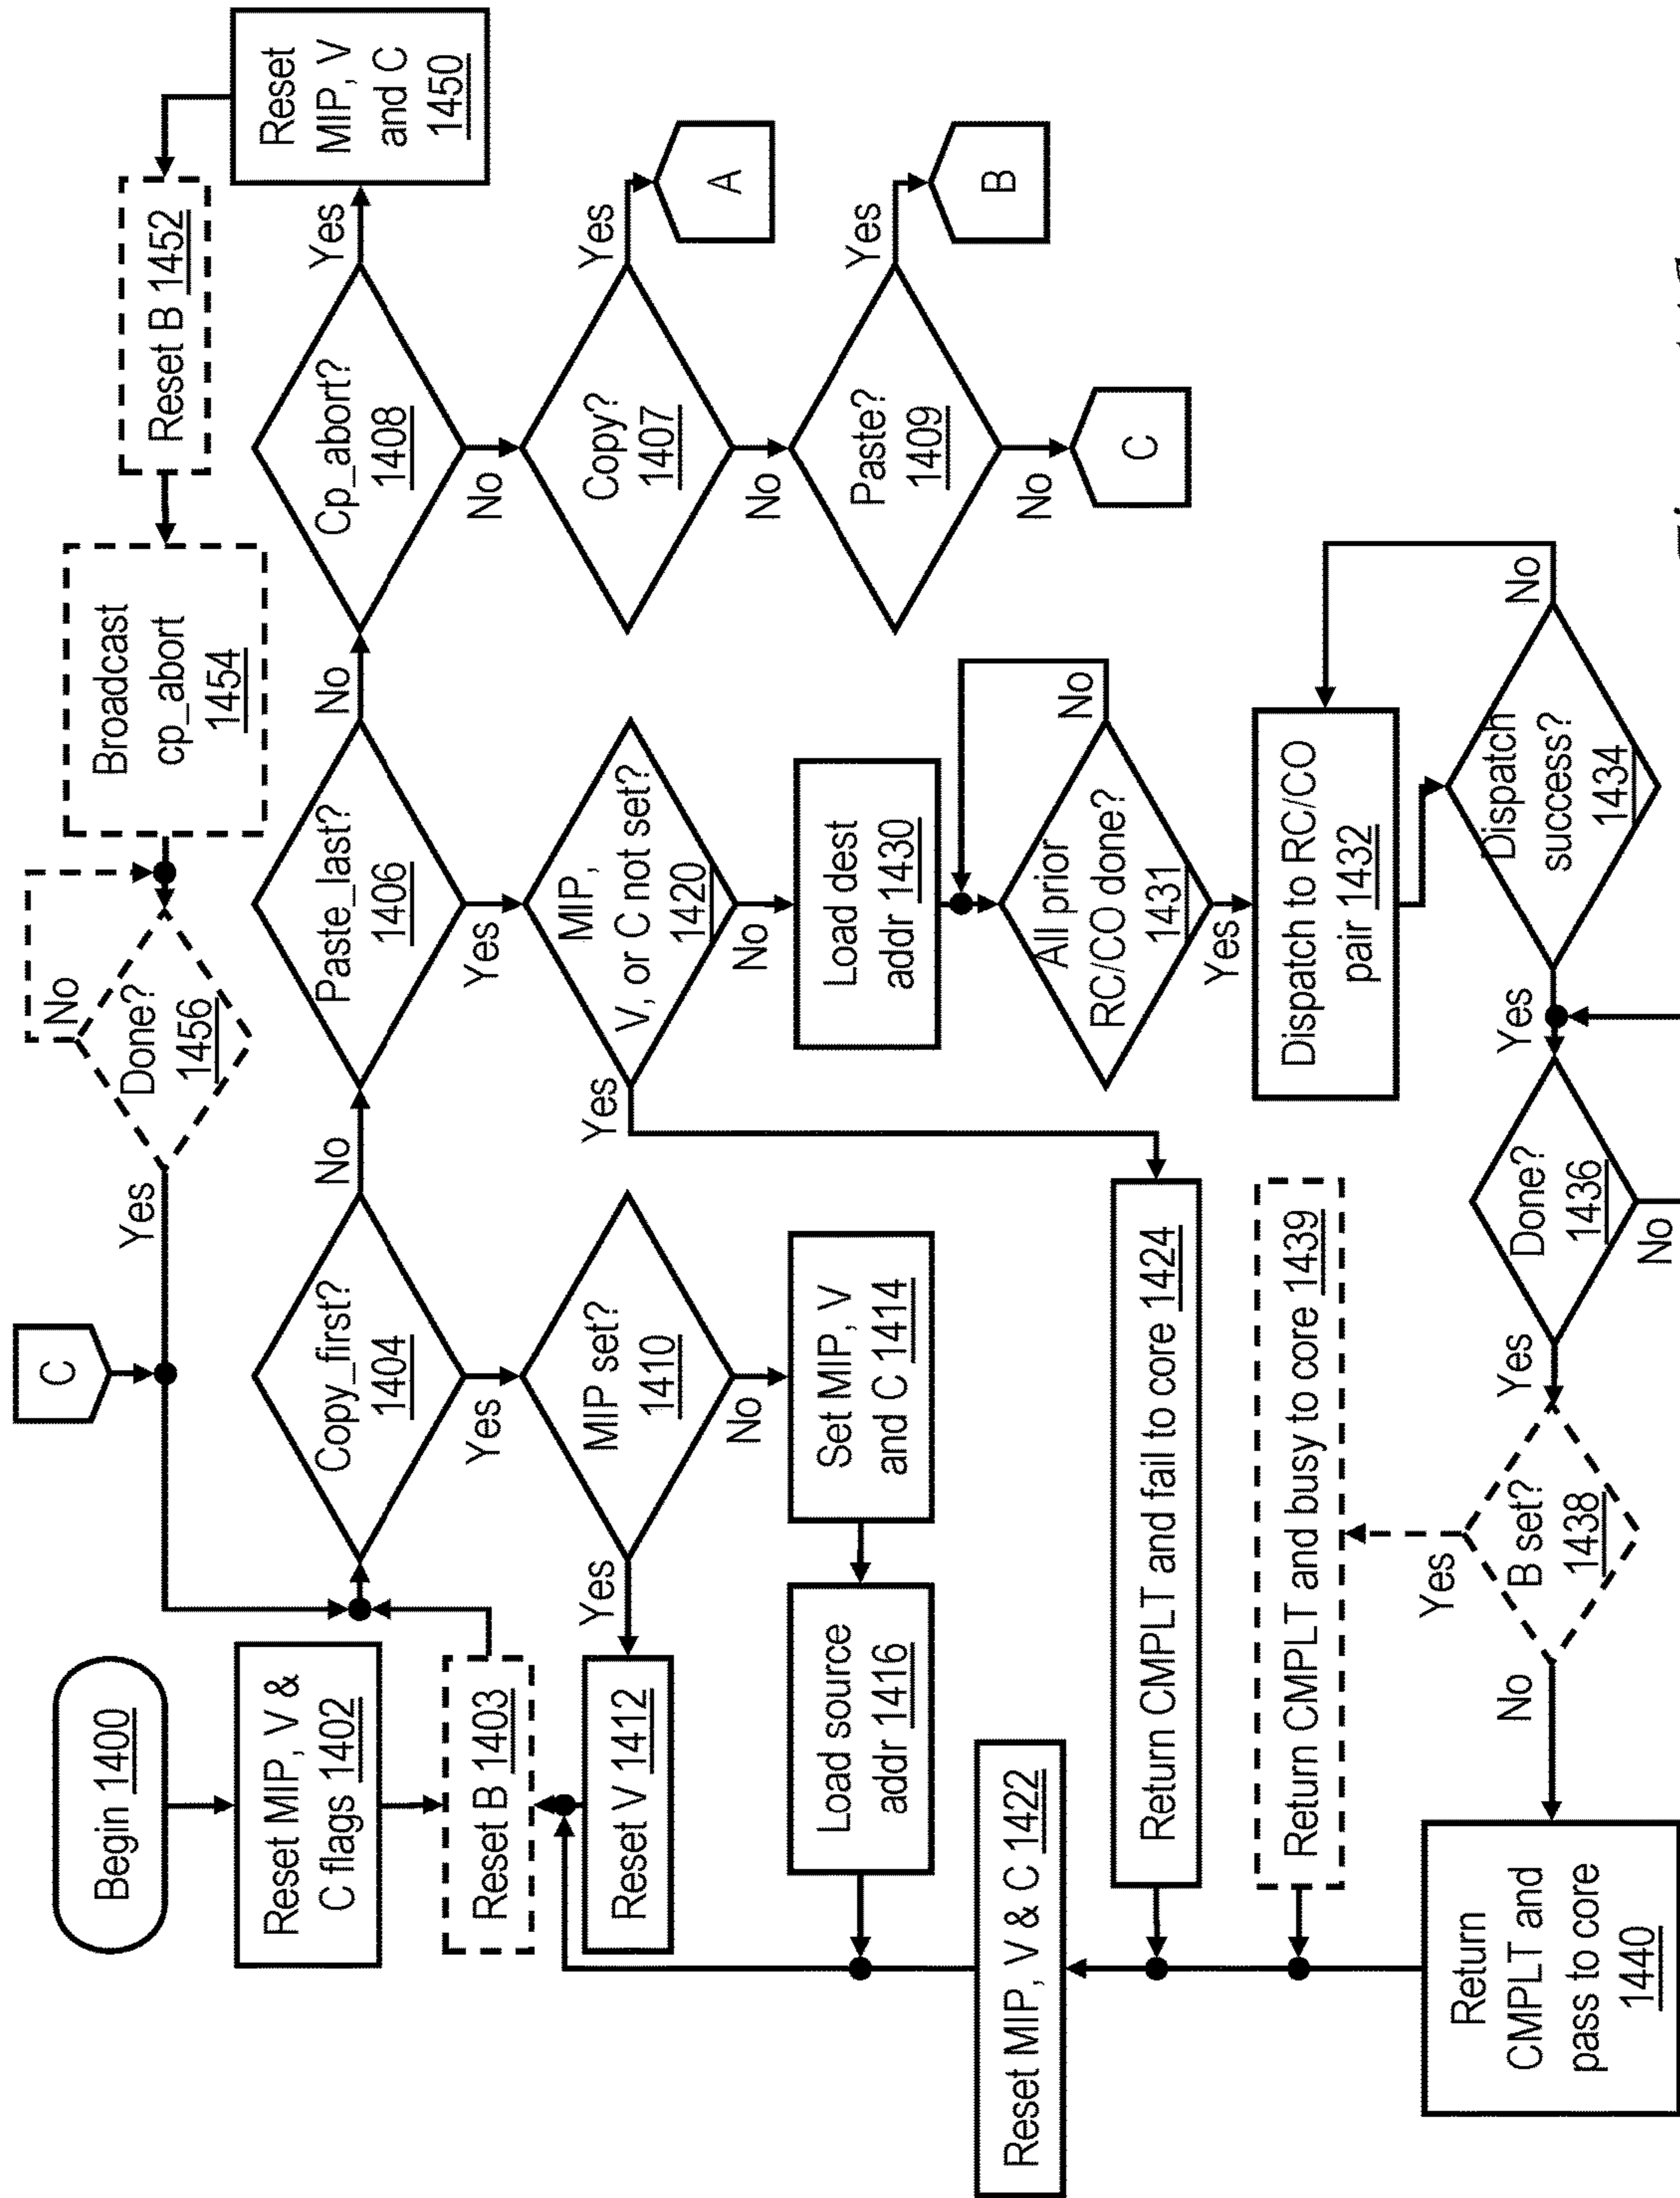 Begin 1400
Reset MIP, V &
C flags 1402
Reset B 1403
C
Copy_first?
1404
No
Yes
MIP set?
1410
Yes
Reset V 1412
No
Set MIP, V
and C 1414
Load source
addr 1416
Reset MIP, V & C 1422
Paste_last?
1406
No
Yes
MIP,
V, or C not set?
1420
Yes
Return CMPLT and fail to core 1424
No
Load dest
addr 1430
All prior
RC/CO done?
1431
No
Yes
Dispatch to RC/CO
pair 1432
Dispatch
success?
1434
No
Yes
Done?
1436
No
Yes
B set?
1438
Yes
Return CMPLT and busy to core 1439
No
Return
CMPLT and
pass to core
1440
Cp_abort?
1408
Yes
Reset
MIP, V
and C
1450
Reset B 1452
Broadcast
cp_abort
1454
Done?
1456
No
Yes
No
Copy?
1407
Yes
A
No
Paste?
1409
Yes
B
No
C